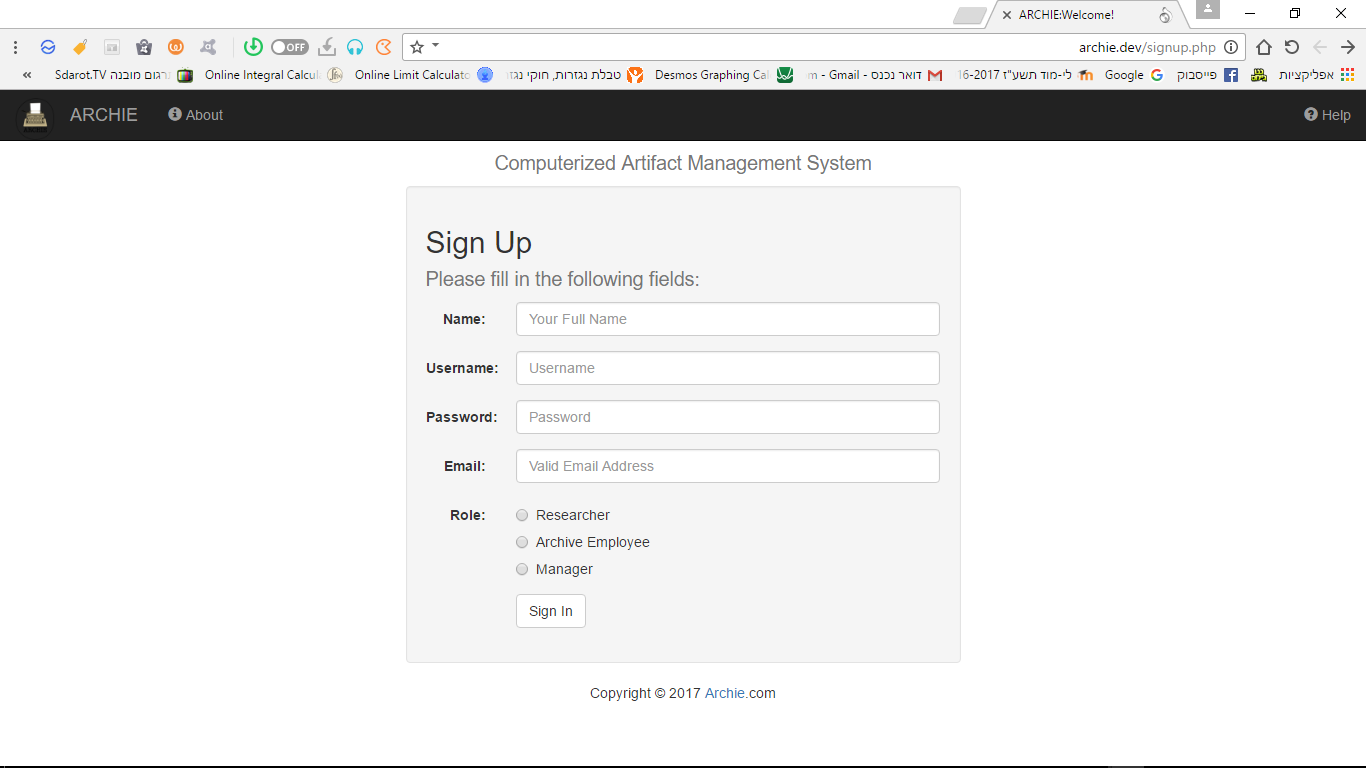 ARCHIE:Welcome!
OFF
archie.dev/signup.php
« Sdarot.TV תרגום מובנה Online Integral Calcul Online Limit Calculato טבלת נגזרות, חוקי נגז Desmos Graphing Cal m - Gmail - דואר נכנס 16-2017 לי-מוד תשע"ז Google פייסבוק אפליקציות
ARCHIE About Help
Computerized Artifact Management System
Sign Up
Please fill in the following fields:
Name: Your Full Name
Username: Username
Password: Password
Email: Valid Email Address
Role: Researcher
Archive Employee
Manager
Sign In
Copyright © 2017 Archie.com